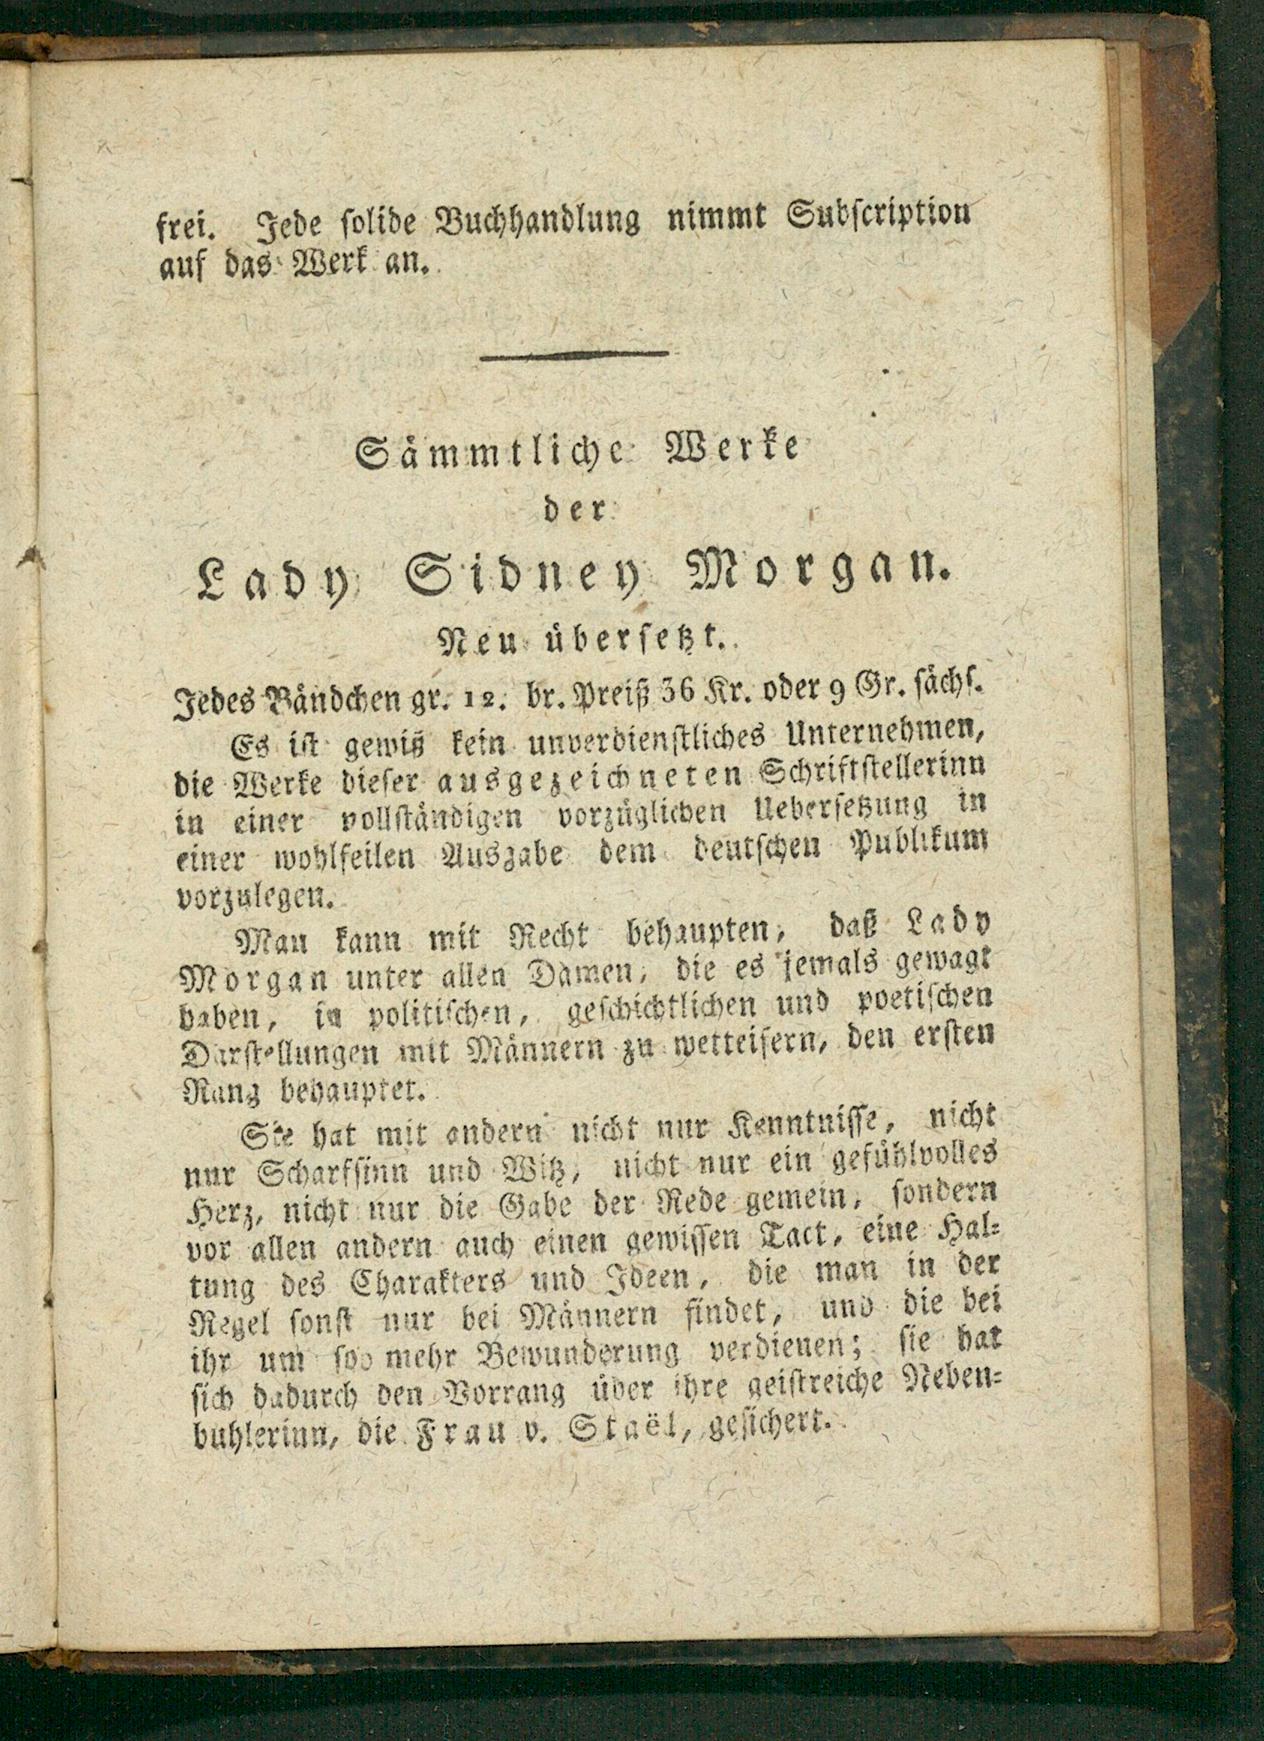 frei. Jede ſolide Buchhandlung nimmt Subſcription
auf das Werk an.
Sämmtliche Werke
der
Lady Sidney Morgan.
Neu überſetzt.
Jedes Bändchen gr. 12. br. Preiß 36 Kr. oder 9 Gr. ſächſ.
Es iſt gewiß kein unverdienſtliches Unternehmen,
die Werke dieſer ausgezeichneten Schriftſtellerinn
in einer vollſtändigen vorzüglichen Ueberſetzung in
einer wohlfeilen Ausgabe dem deutſchen Publikum
vorzulegen.
Man kann mit Recht behaupten, daß Lady
Morgan unter allen Damen, die es jemals gewagt
haben, in politiſchen, geſchichtlichen und poetiſchen
Darſtellungen mit Männern zu wetteifern, den erſten
Rang behauptet.
Sie hat mit andern nicht nur Kenntniſſe, nicht
nur Scharfſinn und Witz, nicht nur ein gefühlvolles
Herz, nicht nur die Gabe der Rede gemein, ſondern
vor allen andern auch einen gewiſſen Tact, eine Hal⸗
tung des Charakters und Ideen, die man in der
Regel ſonſt nur bei Männern findet, und die bei
ihr um ſoo mehr Bewunderung verdienen; ſie hat
ſich dadurch den Vorrang über ihre geiſtreiche Neben⸗
buhlerinn, die Frau v. Staël, geſichert.